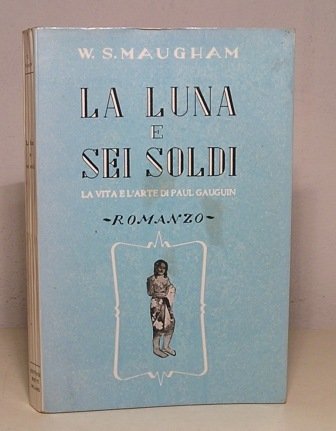 W. S. MAUGHAM
LA LUNA
E
SEI SOLDI
LA VITA E L'ARTE DI PAUL GAUGUIN
-ROMANZO-